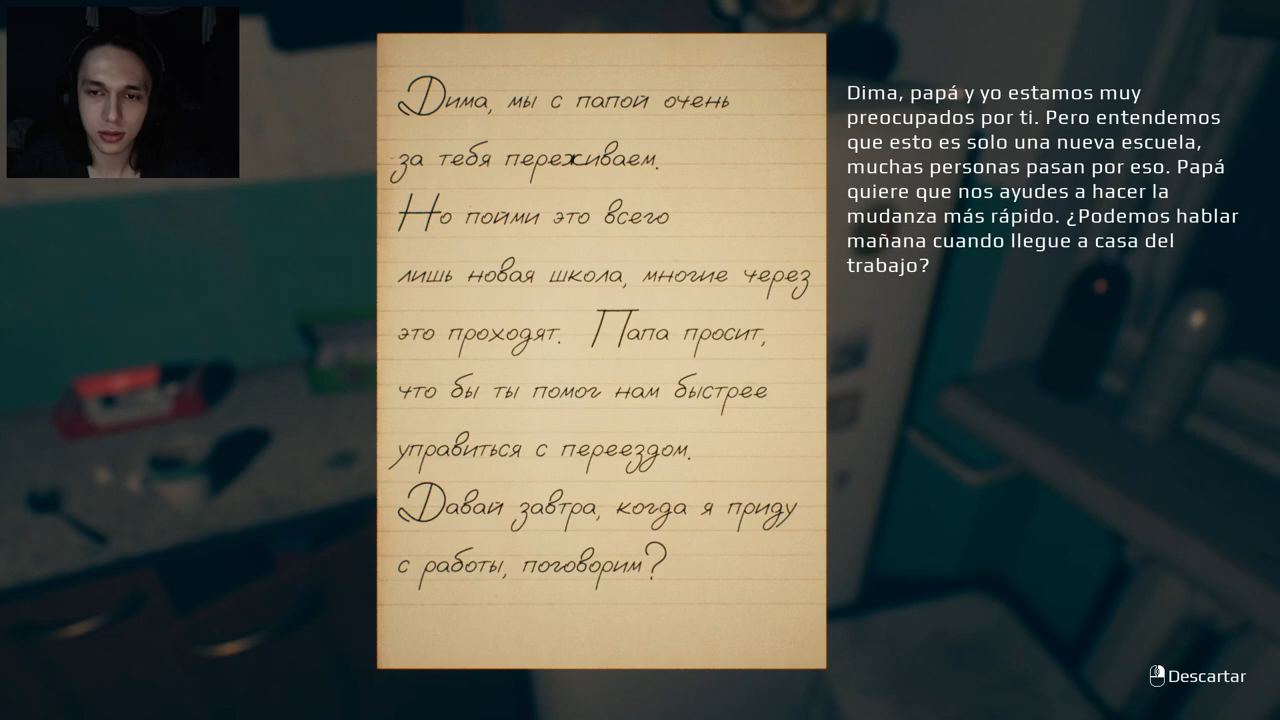 Дима, мы с папой очень
за тебя переживаем.
Но пойми это всего
лишь новая школа, многие через
это проходят. Папа просит,
что бы ты помог нам быстрее
управиться с переездом.
Давай завтра, когда я приду
с работы, поговорим?
Dima, papá y yo estamos muy
preocupados por ti. Pero entendemos
que esto es solo una nueva escuela,
muchas personas pasan por eso. Papá
quiere que nos ayudes a hacer la
mudanza más rápido. ¿Podemos hablar
mañana cuando llegue a casa del
trabajo?
Descartar